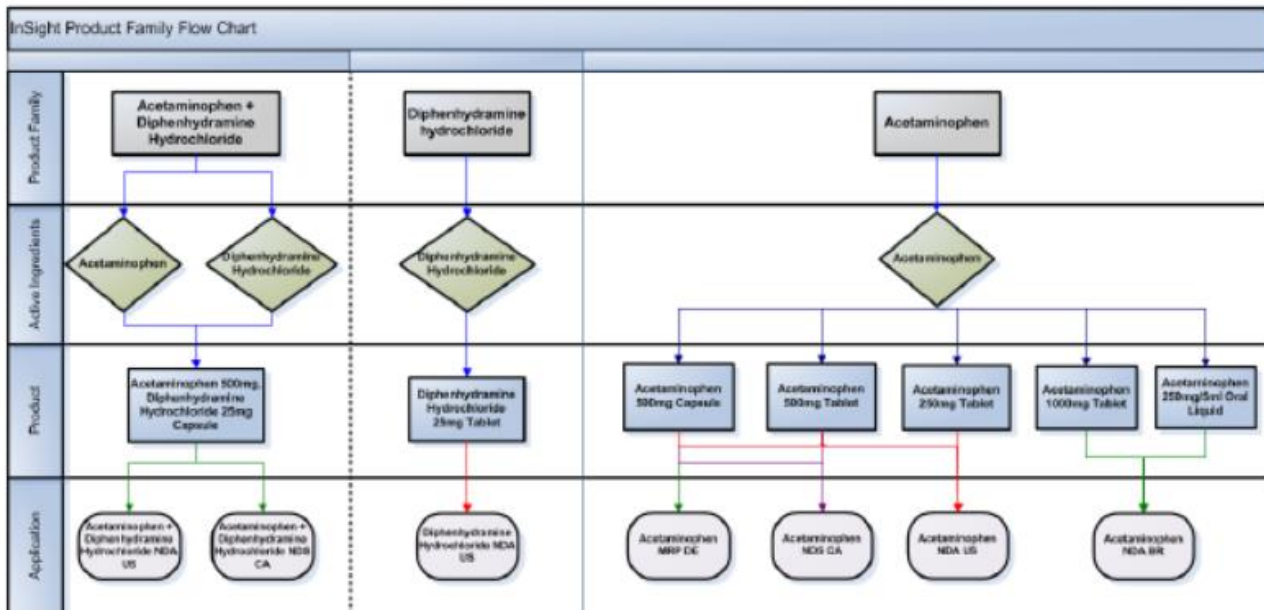 InSight Product Family Flow Chart
Product Family
Acetaminophen +
Diphenhydramine
Hydrochloride
Diphenhydramine
hydrochloride
Acetaminophen
Active Ingredients
Acetaminophen
Diphenhydramine
Hydrochloride
Diphenhydramine
Hydrochloride
Acetaminophen
Product
Acetaminophen 500mg,
Diphenhydramine
Hydrochloride 25mg
Capsule
Diphenhydramine
Hydrochloride
25mg Tablet
Acetaminophen
500mg Capsule
Acetaminophen
500mg Tablet
Acetaminophen
250mg Tablet
Acetaminophen
1000mg Tablet
Acetaminophen
250mg/5ml Oral
Liquid
Application
Acetaminophen +
Diphenhydramine
Hydrochloride NDA
US
Acetaminophen +
Diphenhydramine
Hydrochloride NDS
CA
Diphenhydramine
Hydrochloride NDA
US
Acetaminophen
MRP DE
Acetaminophen
NDS CA
Acetaminophen
NDA US
Acetaminophen
NDA BR